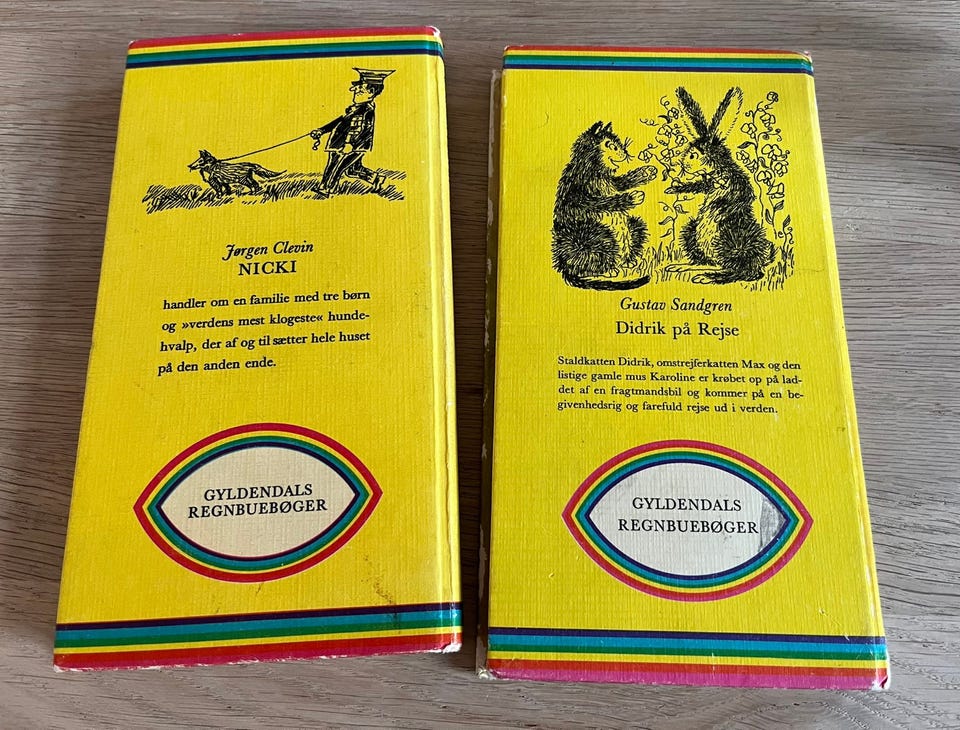 Jørgen Clevin
NICKI
handler om en familie med tre børn
og »verdens mest klogeste« hunde-
hvalp, der af og til sætter hele huset
på den anden ende.
GYLDENDALS
REGNBUEBØGER
Gustav Sandgren
Didrik på Rejse
Staldkatten Didrik, omstrejferkatten Max og den
listige gamle mus Karoline er krøbet op på lad-
det af en fragtmandsbil og kommer på en be-
givenhedsrig og farefuld rejse ud i verden.
GYLDENDALS
REGNBUEBØGER